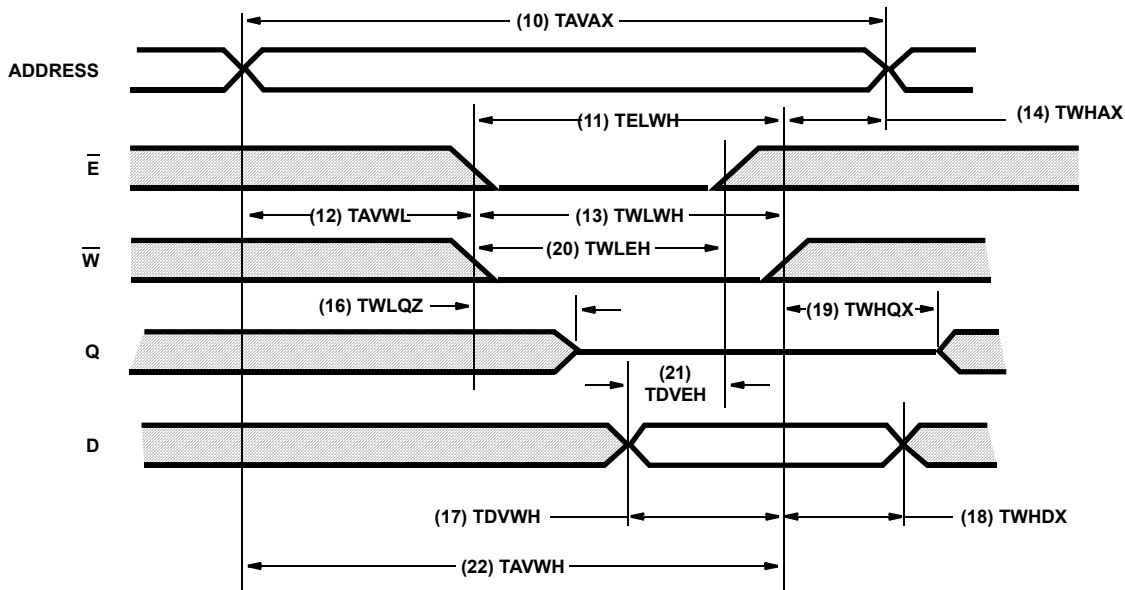 (10) TAVAX
ADDRESS
(11) TELWH
(14) TWHAX
E
(12) TAVWL
(13) TWLWH
W
(20) TWLEH
(16) TWLQZ
(19) TWHQX
Q
(21)
TDVEH
D
(17) TDVWH
(18) TWHDX
(22) TAVWH